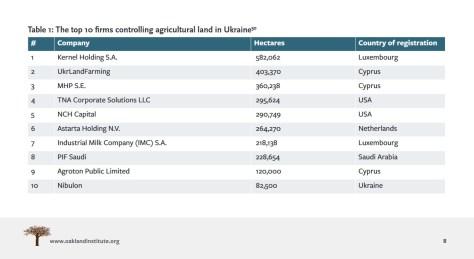 Table 1: The top 10 firms controlling agricultural land in Ukraine³⁰
# Company Hectares Country of registration
1 Kernel Holding S.A. 582,062 Luxembourg
2 UkrLandFarming 403,370 Cyprus
3 MHP S.E. 360,238 Cyprus
4 TNA Corporate Solutions LLC 295,624 USA
5 NCH Capital 290,749 USA
6 Astarta Holding N.V. 264,270 Netherlands
7 Industrial Milk Company (IMC) S.A. 218,138 Luxembourg
8 PIF Saudi 228,654 Saudi Arabia
9 Agroton Public Limited 120,000 Cyprus
10 Nibulon 82,500 Ukraine
www.oaklandinstitute.org 8